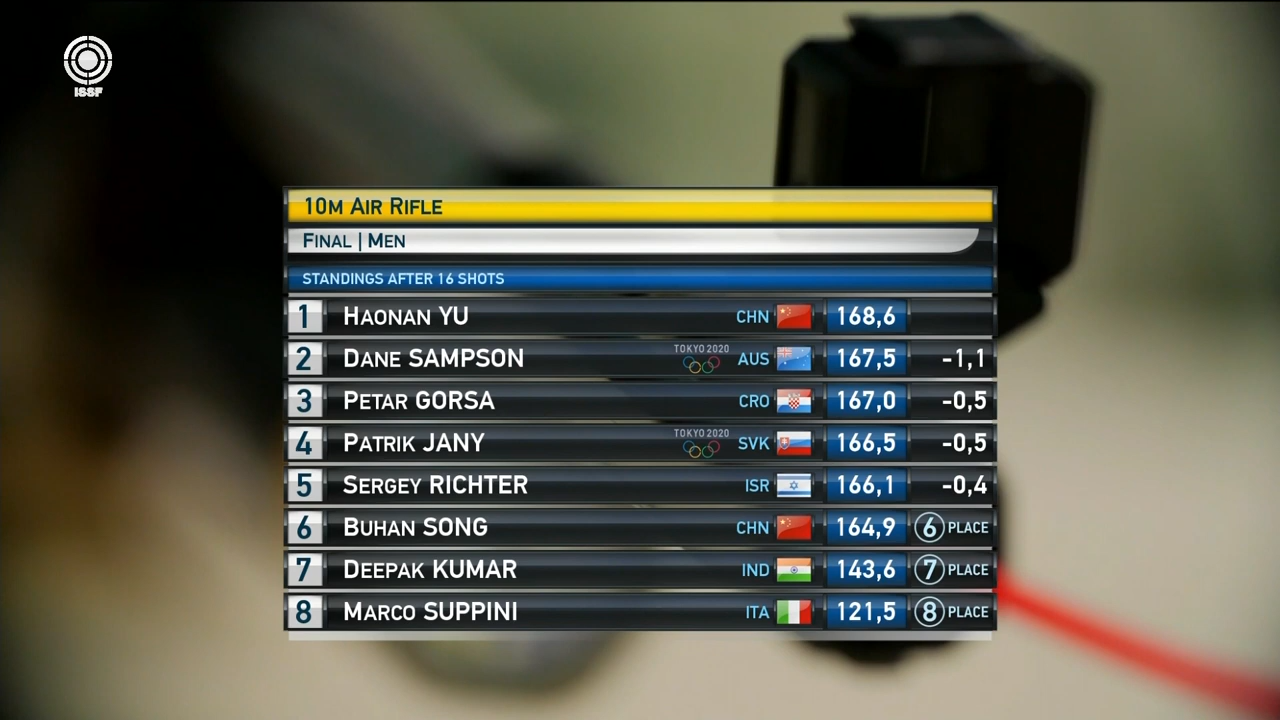 ISSF
10M AIR RIFLE
FINAL | MEN
STANDINGS AFTER 16 SHOTS
1 HAONAN YU CHN 168,6
2 DANE SAMPSON TOKYO 2020 AUS 167,5 -1,1
3 PETAR GORSA CRO 167,0 -0,5
4 PATRIK JANY TOKYO 2020 SVK 166,5 -0,5
5 SERGEY RICHTER ISR 166,1 -0,4
6 BUHAN SONG CHN 164,9 6 PLACE
7 DEEPAK KUMAR IND 143,6 7 PLACE
8 MARCO SUPPINI ITA 121,5 8 PLACE